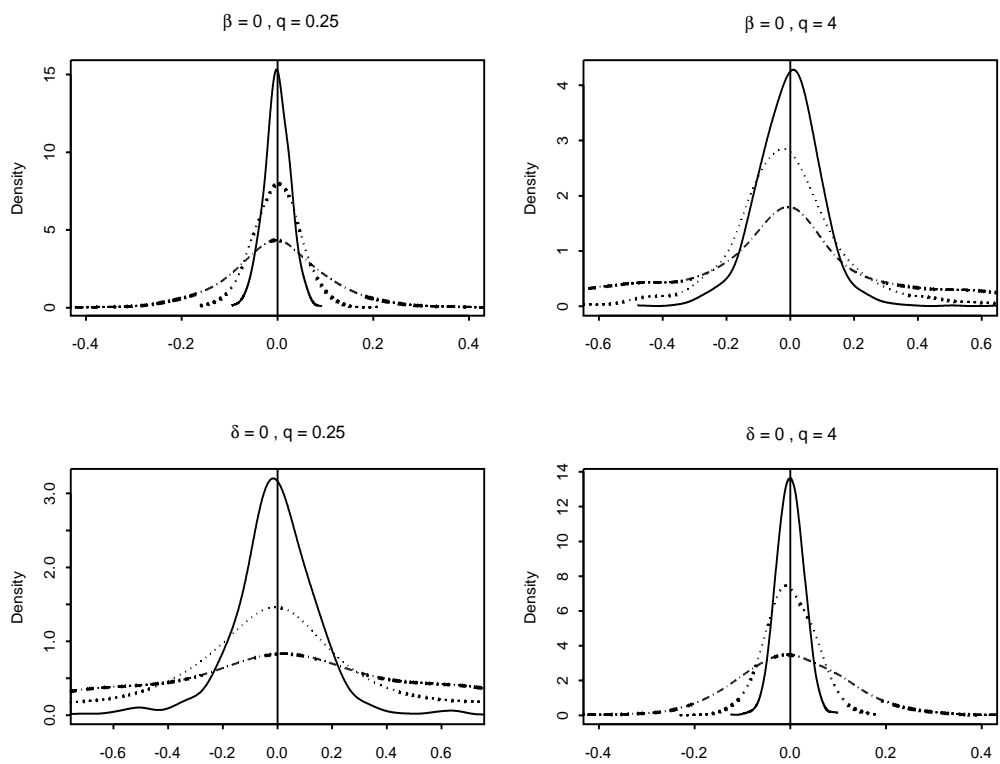 β = 0 , q = 0.25
Density
15
10
5
0
-0.4 -0.2 0.0 0.2 0.4
β = 0 , q = 4
Density
4
3
2
1
0
-0.6 -0.4 -0.2 0.0 0.2 0.4 0.6
δ = 0 , q = 0.25
Density
3.0
2.0
1.0
0.0
-0.6 -0.4 -0.2 0.0 0.2 0.4 0.6
δ = 0 , q = 4
Density
14
12
10
8
6
4
2
0
-0.4 -0.2 0.0 0.2 0.4